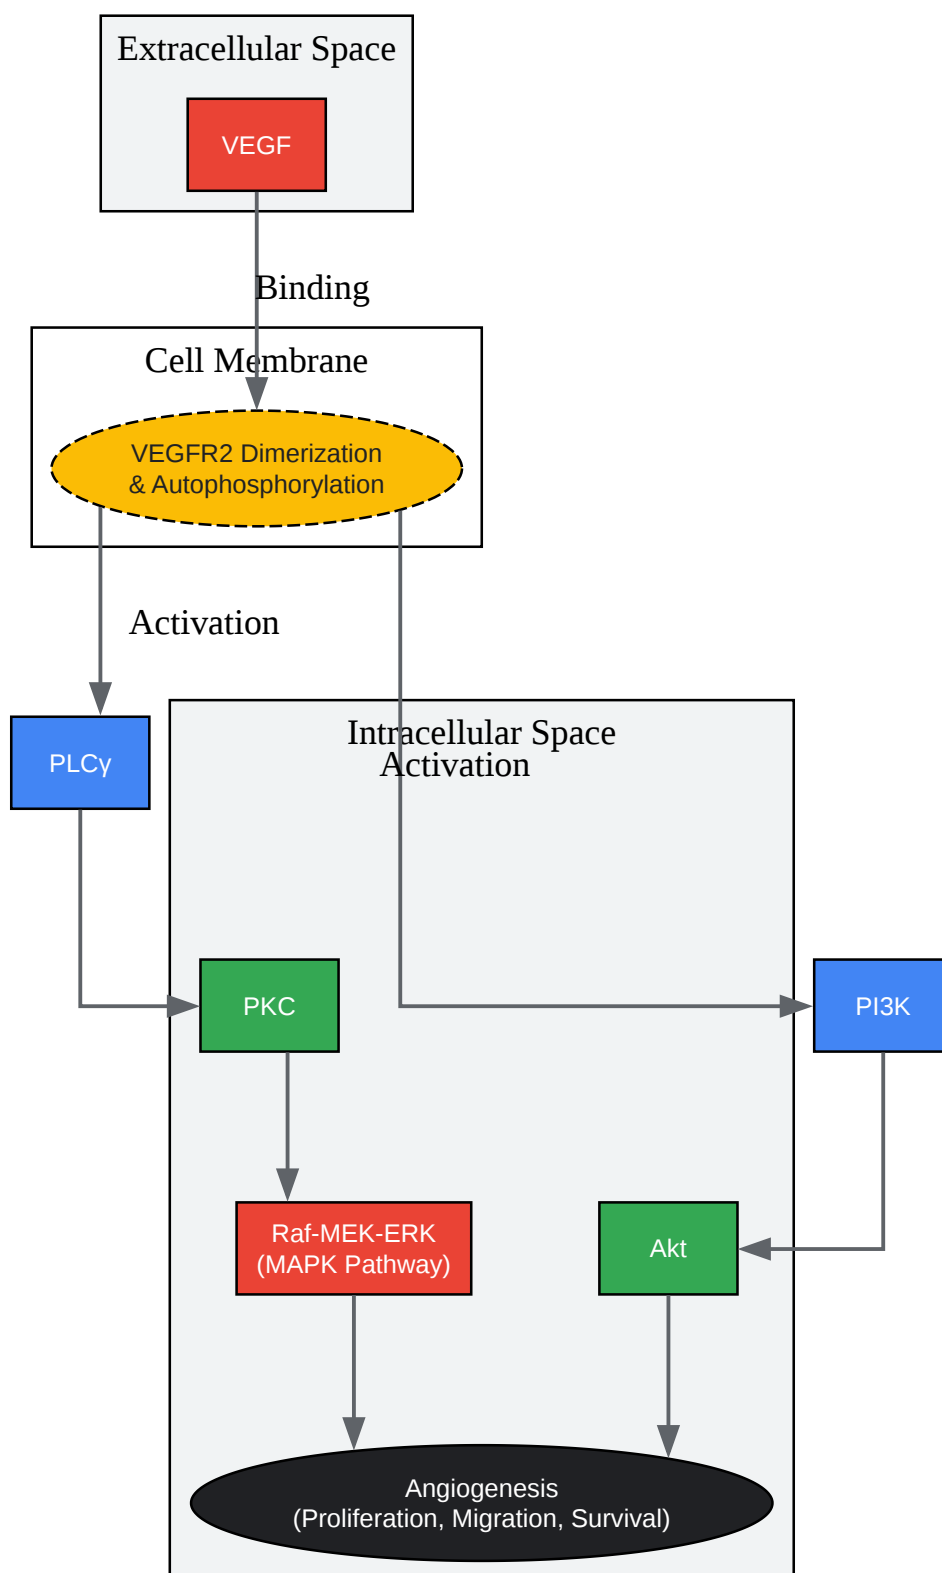 Extracellular Space
VEGF
Binding
Cell Membrane
VEGFR2 Dimerization
& Autophosphorylation
Activation
Intracellular Space
Activation
PLCγ
PKC
PI3K
Raf-MEK-ERK
(MAPK Pathway)
Akt
Angiogenesis
(Proliferation, Migration, Survival)